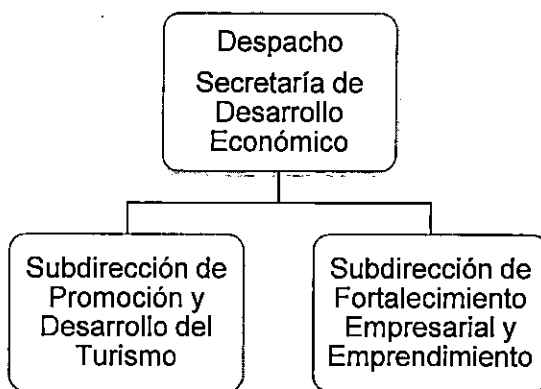 Despacho
Secretaría de
Desarrollo
Económico
Subdirección de
Promoción y
Desarrollo del
Turismo
Subdirección de
Fortalecimiento
Empresarial y
Emprendimiento